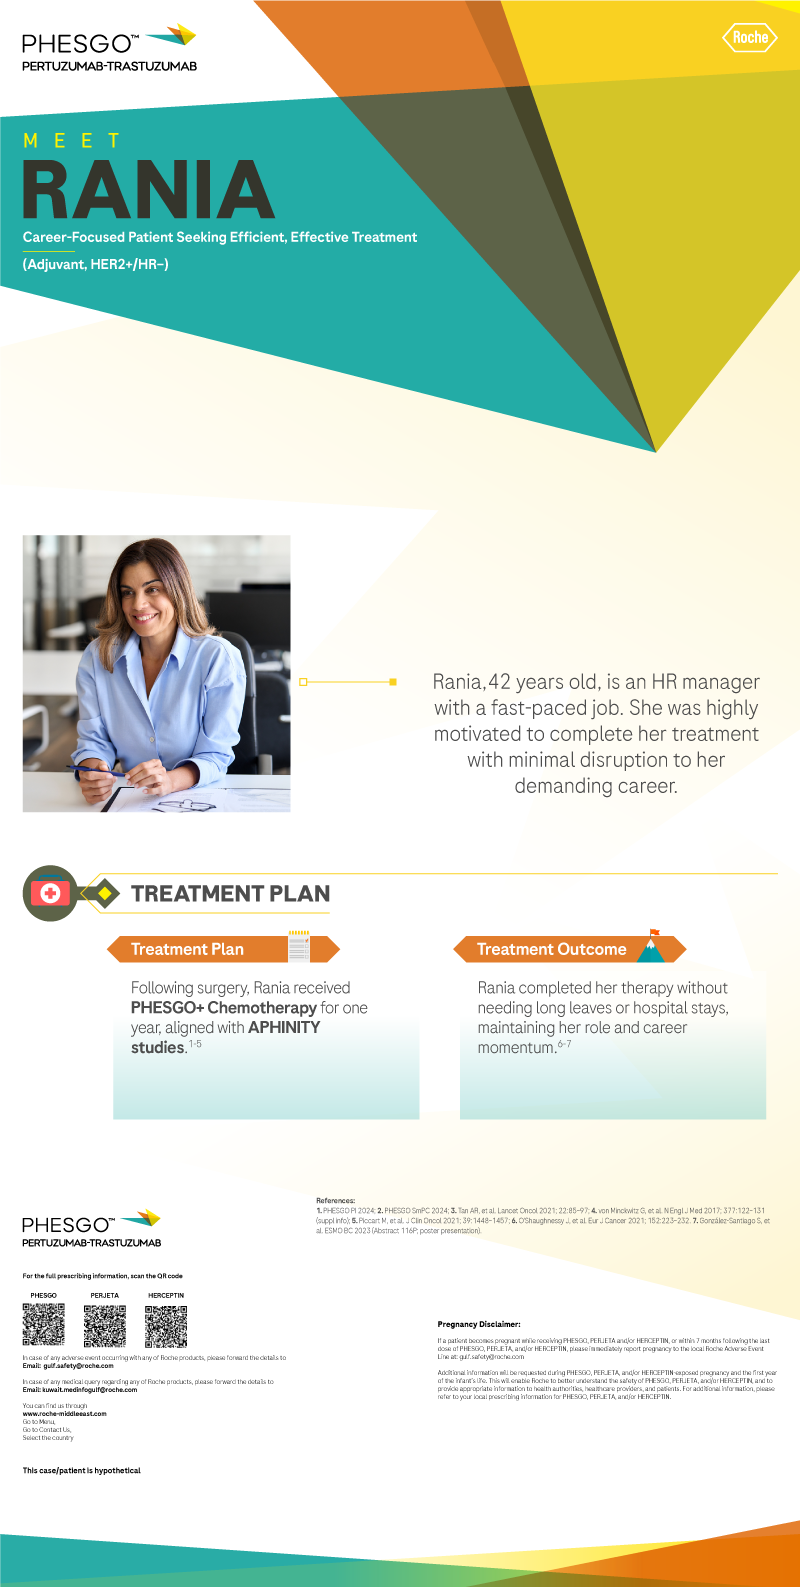 PHESGO™
PERTUZUMAB-TRASTUZUMAB
Roche
MEET
RANIA
Career-Focused Patient Seeking Efficient, Effective Treatment
(Adjuvant, HER2+/HR-)
Rania,42 years old, is an HR manager
with a fast-paced job. She was highly
motivated to complete her treatment
with minimal disruption to her
demanding career.
TREATMENT PLAN
Treatment Plan
Following surgery, Rania received
PHESGO+ Chemotherapy for one
year, aligned with APHINITY
studies.1-5
Treatment Outcome
Rania completed her therapy without
needing long leaves or hospital stays,
maintaining her role and career
momentum.6-7
PHESGO™
PERTUZUMAB-TRASTUZUMAB
References:
1. PHESGO PI 2024; 2. PHESGO SmPC 2024; 3. Tan AR, et al. Lancet Oncol 2021; 22:85-97; 4. von Minckwitz G, et al. N Engl J Med 2017; 377:122-131
(suppl info); 5. Piccart M, et al. J Clin Oncol 2021; 39:1448-1457; 6. O'Shaughnessy J, et al. Eur J Cancer 2021; 152:223-232. 7. González-Santiago S, et
al. ESMO BC 2023 (Abstract 116P; poster presentation).
For the full prescribing information, scan the QR code
PHESGO PERJETA HERCEPTIN
In case of any adverse event occurring with any of Roche products, please forward the details to
Email: gulf.safety@roche.com
In case of any medical query regarding any of Roche products, please forward the details to
Email: kuwait.medinfogulf@roche.com
You can find us through
www.roche-middleeast.com
Go to Menu,
Go to Contact Us,
Select the country
Pregnancy Disclaimer:
If a patient becomes pregnant while receiving PHESGO, PERJETA and/or HERCEPTIN, or within 7 months following the last
dose of PHESGO, PERJETA, and/or HERCEPTIN, please immediately report pregnancy to the local Roche Adverse Event
Line at: gulf.safety@roche.com
Additional information will be requested during PHESGO, PERJETA, and/or HERCEPTIN-exposed pregnancy and the first year
of the infant's life. This will enable Roche to better understand the safety of PHESGO, PERJETA, and/or HERCEPTIN, and to
provide appropriate information to health authorities, healthcare providers, and patients. For additional information, please
refer to your local prescribing information for PHESGO, PERJETA, and/or HERCEPTIN.
This case/patient is hypothetical